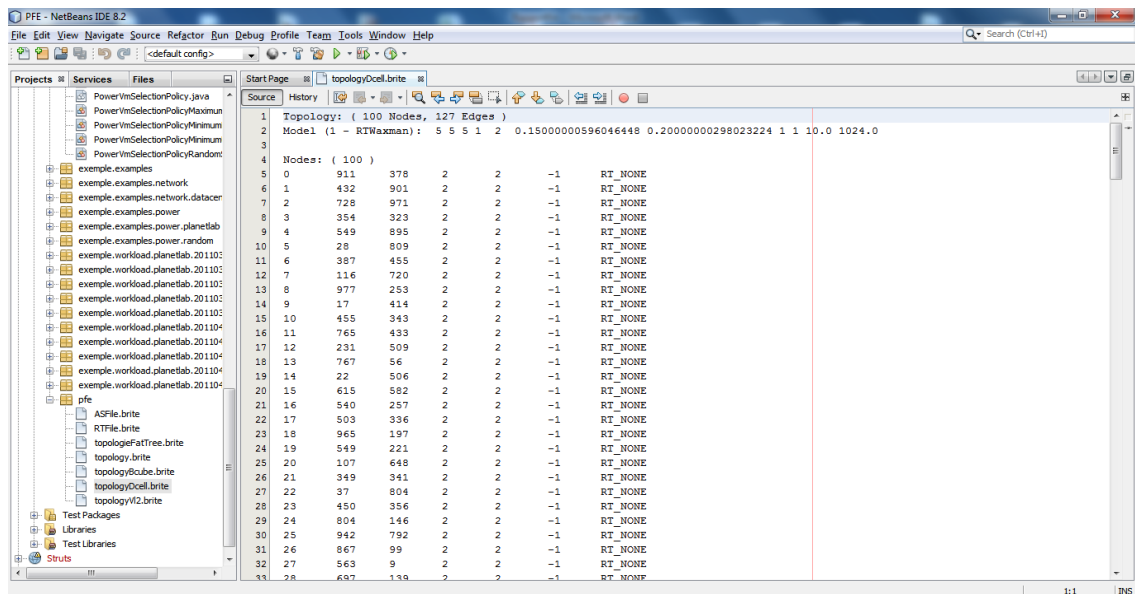 PFE - NetBeans IDE 8.2
File Edit View Navigate Source Refactor Run Debug Profile Team Tools Window Help
Search (Ctrl+I)
<default config>
Projects Services Files
Start Page topologyDcell.brite
Source History
PowerVmSelectionPolicy.java
PowerVmSelectionPolicyMaximum
PowerVmSelectionPolicyMinimum
PowerVmSelectionPolicyMinimum
PowerVmSelectionPolicyRandomS
exemple.examples
exemple.examples.network
exemple.examples.network.datacen
exemple.examples.power
exemple.examples.power.planetlab
exemple.examples.power.random
exemple.workload.planetlab.201103
exemple.workload.planetlab.201103
exemple.workload.planetlab.201103
exemple.workload.planetlab.201103
exemple.workload.planetlab.201103
exemple.workload.planetlab.201104
exemple.workload.planetlab.201104
exemple.workload.planetlab.201104
exemple.workload.planetlab.201104
exemple.workload.planetlab.201104
pfe
ASFile.brite
RTFile.brite
topologieFatTree.brite
topology.brite
topologyBcube.brite
topologyDcell.brite
topologyVl2.brite
Test Packages
Libraries
Test Libraries
Struts
1 Topology: ( 100 Nodes, 127 Edges )
2 Model (1 - RTWaxman): 5 5 5 1 2 0.15000000596046448 0.20000000298023224 1 1 10.0 1024.0
3
4 Nodes: ( 100 )
5 0 911 378 2 2 -1 RT_NONE
6 1 432 901 2 2 -1 RT_NONE
7 2 728 971 2 2 -1 RT_NONE
8 3 354 323 2 2 -1 RT_NONE
9 4 549 895 2 2 -1 RT_NONE
10 5 28 809 2 2 -1 RT_NONE
11 6 387 455 2 2 -1 RT_NONE
12 7 116 720 2 2 -1 RT_NONE
13 8 977 253 2 2 -1 RT_NONE
14 9 17 414 2 2 -1 RT_NONE
15 10 455 343 2 2 -1 RT_NONE
16 11 765 433 2 2 -1 RT_NONE
17 12 231 509 2 2 -1 RT_NONE
18 13 767 56 2 2 -1 RT_NONE
19 14 22 506 2 2 -1 RT_NONE
20 15 615 582 2 2 -1 RT_NONE
21 16 540 257 2 2 -1 RT_NONE
22 17 503 336 2 2 -1 RT_NONE
23 18 965 197 2 2 -1 RT_NONE
24 19 549 221 2 2 -1 RT_NONE
25 20 107 648 2 2 -1 RT_NONE
26 21 349 341 2 2 -1 RT_NONE
27 22 37 804 2 2 -1 RT_NONE
28 23 450 356 2 2 -1 RT_NONE
29 24 804 146 2 2 -1 RT_NONE
30 25 942 792 2 2 -1 RT_NONE
31 26 867 99 2 2 -1 RT_NONE
32 27 563 9 2 2 -1 RT_NONE
33 28 697 139 2 2 -1 RT_NONE
1:1 INS